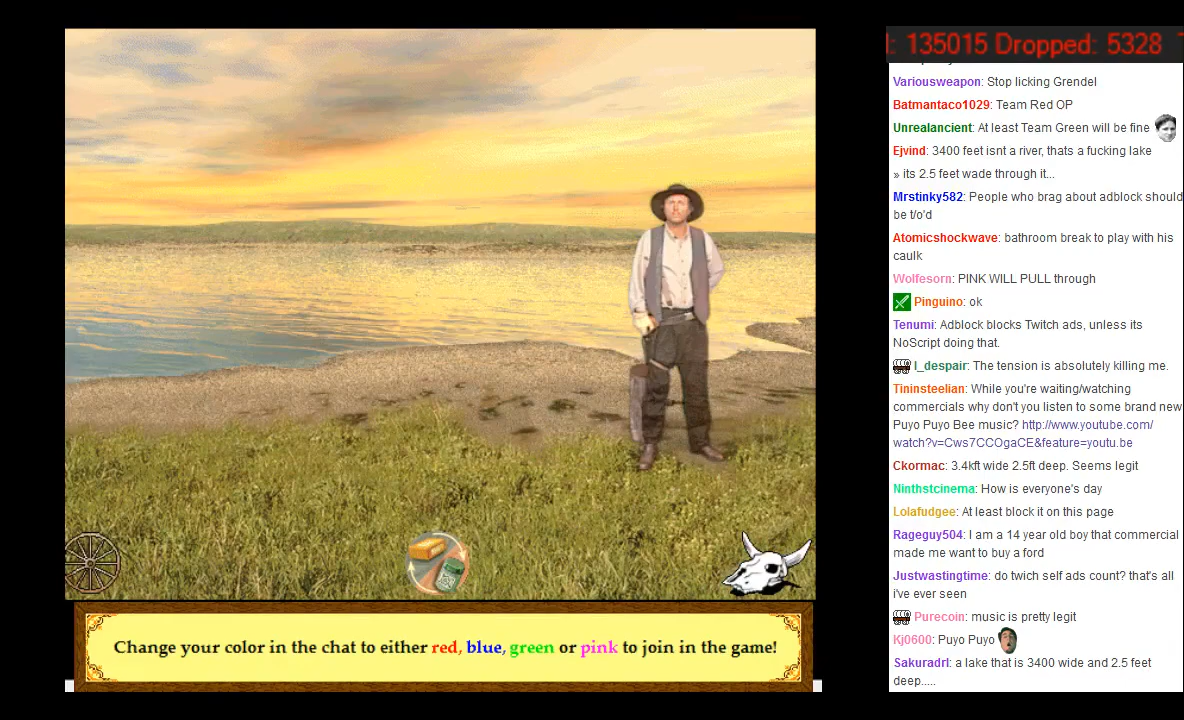 : 135015 Dropped: 5328
Variousweapon: Stop licking Grendel
Batmantaco1029: Team Red OP
Unrealancient: At least Team Green will be fine
Ejvind: 3400 feet isnt a river, thats a fucking lake
» its 2.5 feet wade through it...
Mrstinky582: People who brag about adblock should
be t/o'd
Atomicshockwave: bathroom break to play with his
caulk
Wolfesorn: PINK WILL PULL through
Pinguino: ok
Tenumi: Adblock blocks Twitch ads, unless its
NoScript doing that.
I_despair: The tension is absolutely killing me.
Tininsteelian: While you're waiting/watching
commercials why don't you listen to some brand new
Puyo Puyo Bee music? http://www.youtube.com/
watch?v=Cws7CCOgaCE&feature=youtu.be
Ckormac: 3.4kft wide 2.5ft deep. Seems legit
Ninthstcinema: How is everyone's day
Lolafudgee: At least block it on this page
Rageguy504: I am a 14 year old boy that commercial
made me want to buy a ford
Justwastingtime: do twich self ads count? that's all
i've ever seen
Purecoin: music is pretty legit
Kj0600: Puyo Puyo
Sakuradrl: a lake that is 3400 wide and 2.5 feet
deep.....
Change your color in the chat to either red, blue, green or pink to join in the game!